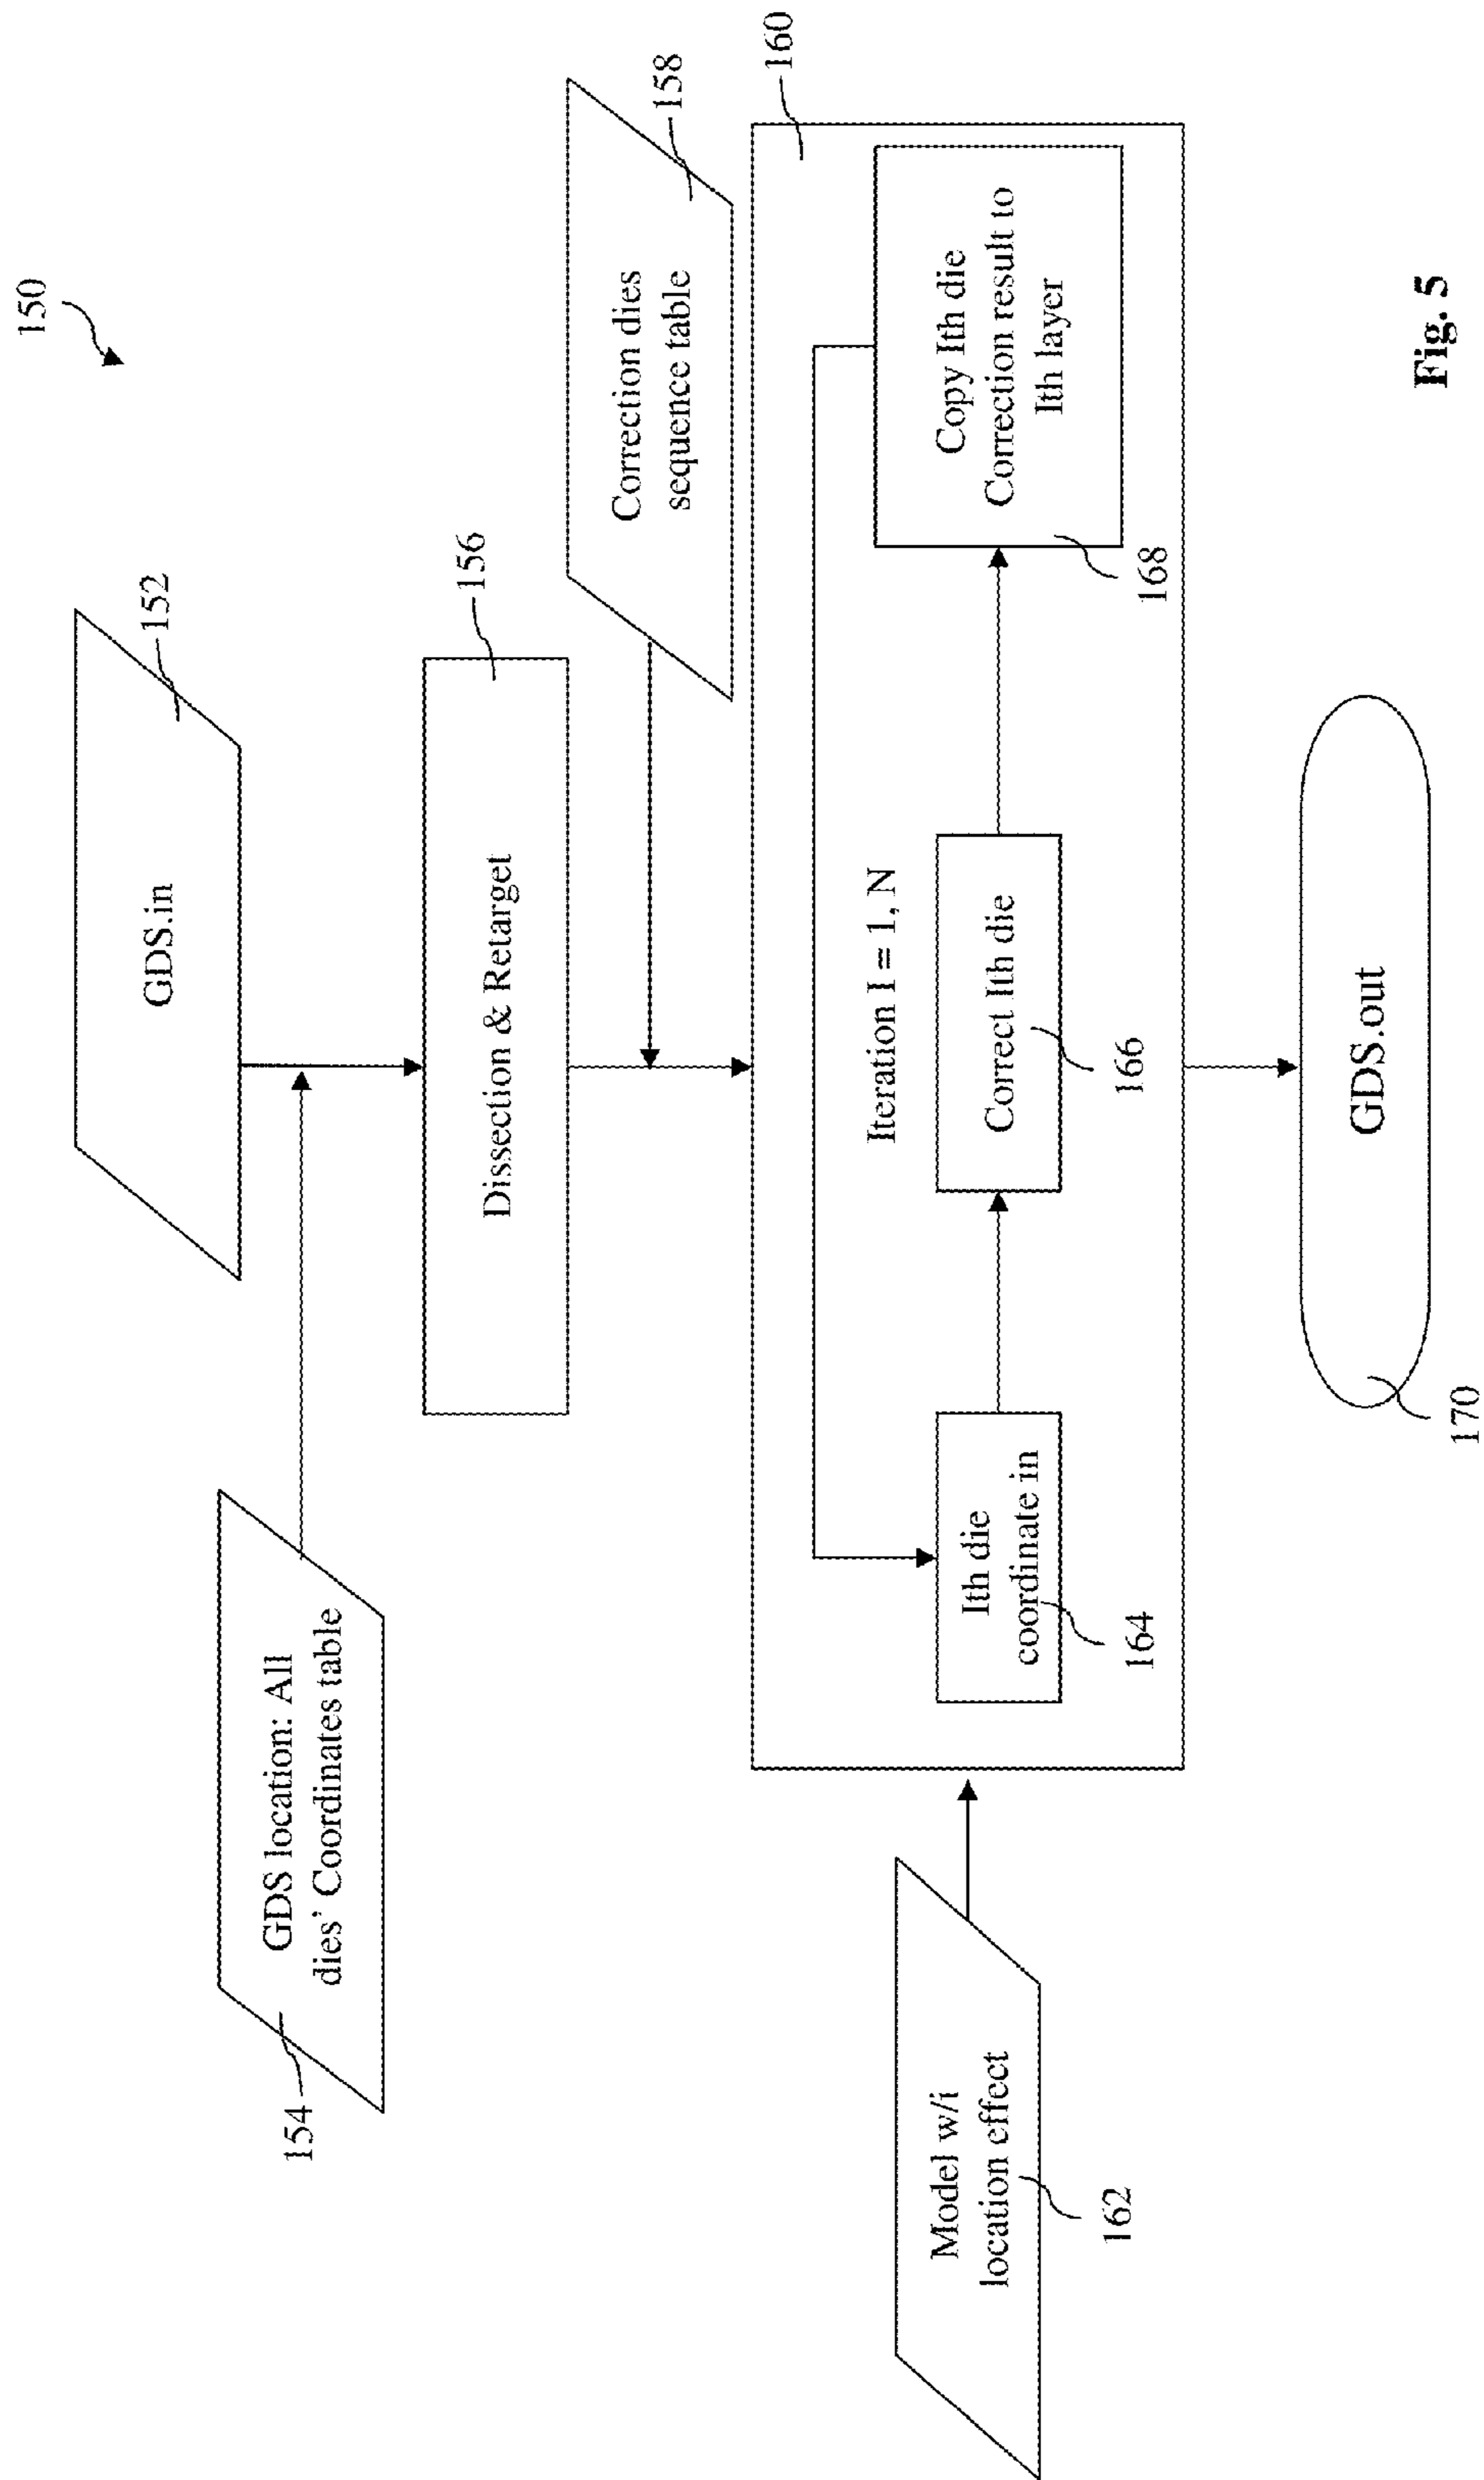 150
GDS.in
152
GDS location: All
dies' Coordinates table
154
Dissection & Retarget
156
Correction dies
sequence table
158
160
Model w/i
location effect
162
Iteration I = 1, N
Ith die
coordinate in
164
Correct Ith die
166
Copy Ith die
Correction result to
Ith layer
168
GDS.out
170
Fig. 5